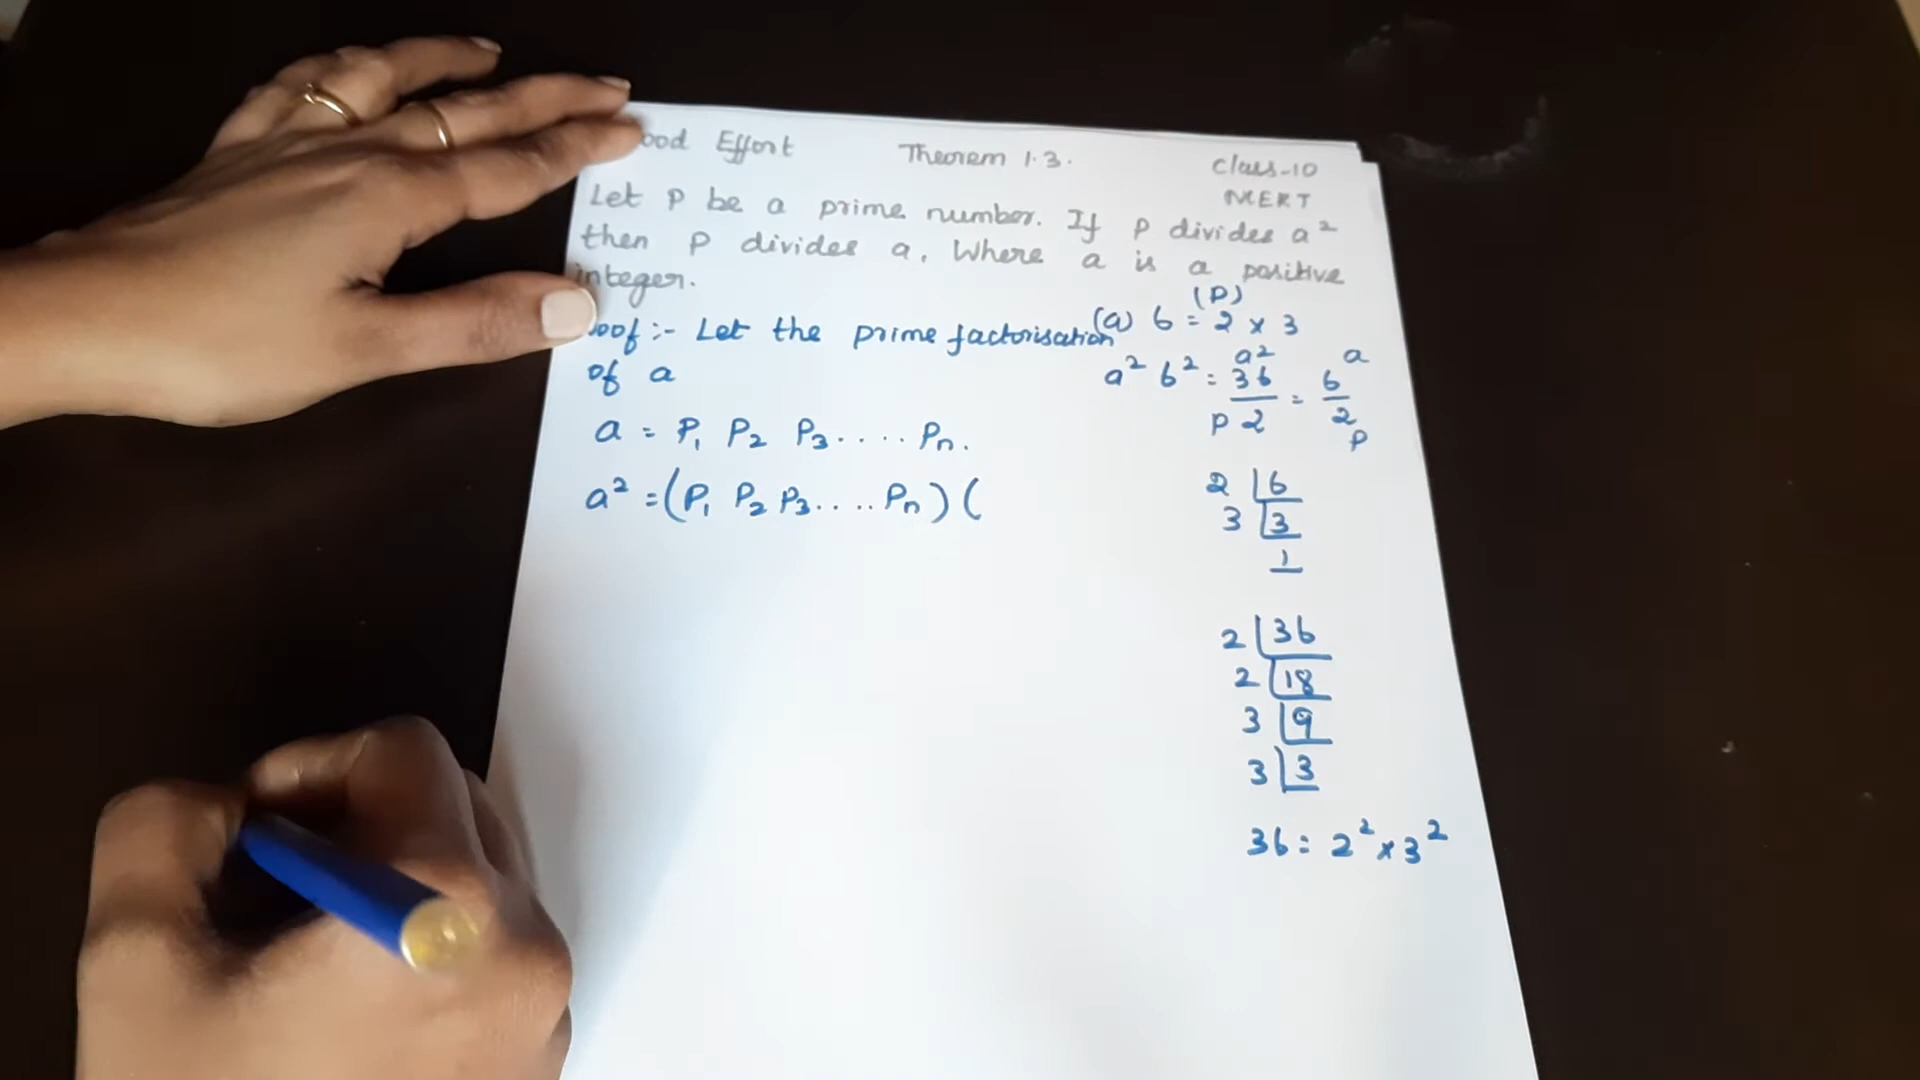 ood Effort Theorem 1.3. Class-10
NCERT
Let P be a prime number. If P divides a²
then P divides a. Where a is a positive
integer.
oof :- Let the prime factorisation
of a
a = P₁ P₂ P₃ .... Pn.
a² = (P₁ P₂ P₃ .... Pn) (
(P)
(a) 6 = 2 x 3
a² 6² = a² 36 / P 2 = 6 a / 2 P
2 | 6
3 | 3
1
2 | 36
2 | 18
3 | 9
3 | 3
36 = 2² x 3²